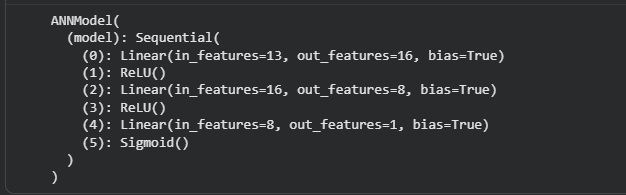 ANNModel(
  (model): Sequential(
    (0): Linear(in_features=13, out_features=16, bias=True)
    (1): ReLU()
    (2): Linear(in_features=16, out_features=8, bias=True)
    (3): ReLU()
    (4): Linear(in_features=8, out_features=1, bias=True)
    (5): Sigmoid()
  )
)